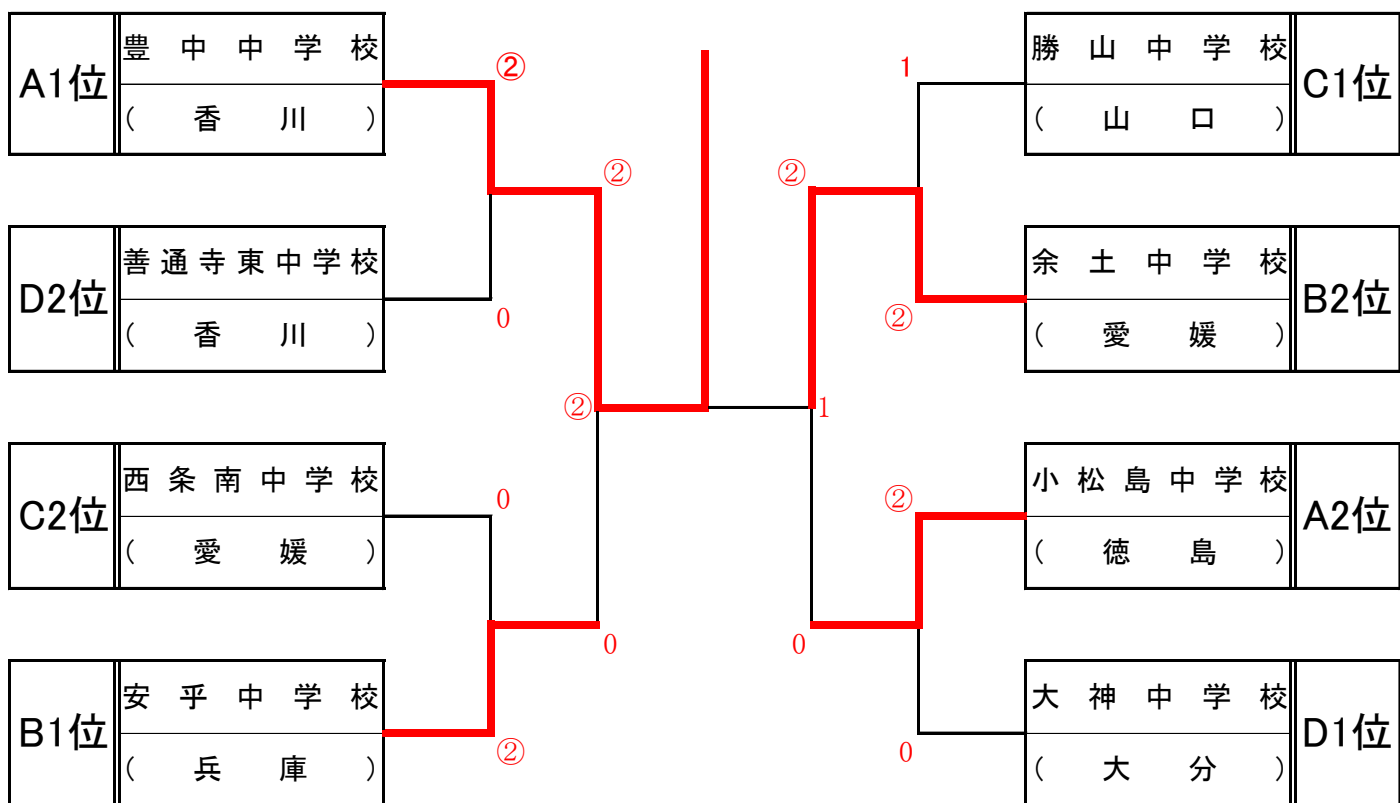 A1位
豊中中学校
(香川)
D2位
善通寺東中学校
(香川)
C2位
西条南中学校
(愛媛)
B1位
安乎中学校
(兵庫)
②
0
0
②
②
0
②
1
②
0
1
②
②
0
勝山中学校
(山口)
C1位
余土中学校
(愛媛)
B2位
小松島中学校
(徳島)
A2位
大神中学校
(大分)
D1位